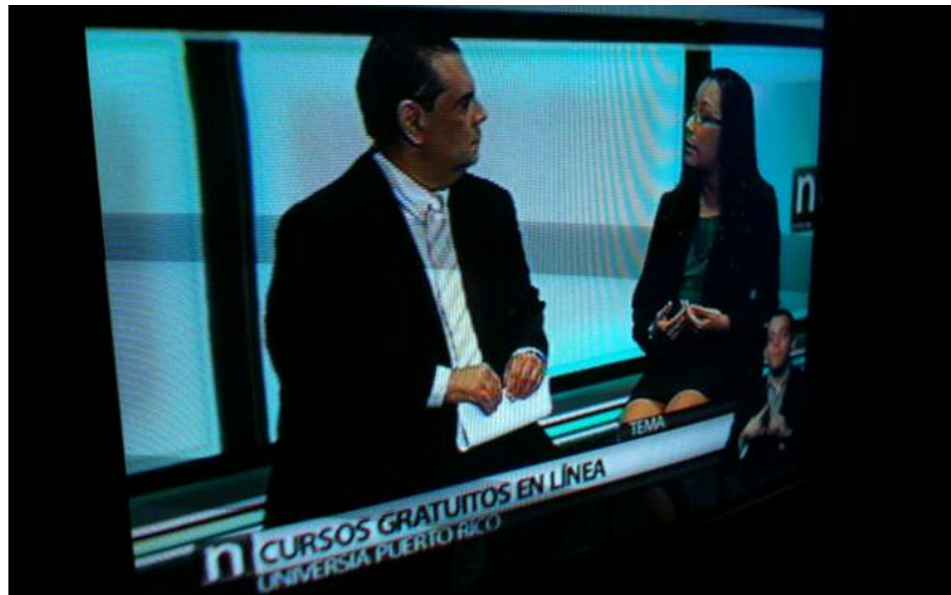 n
TEMA
n CURSOS GRATUITOS EN LÍNEA
UNIVERSIA PUERTO RICO